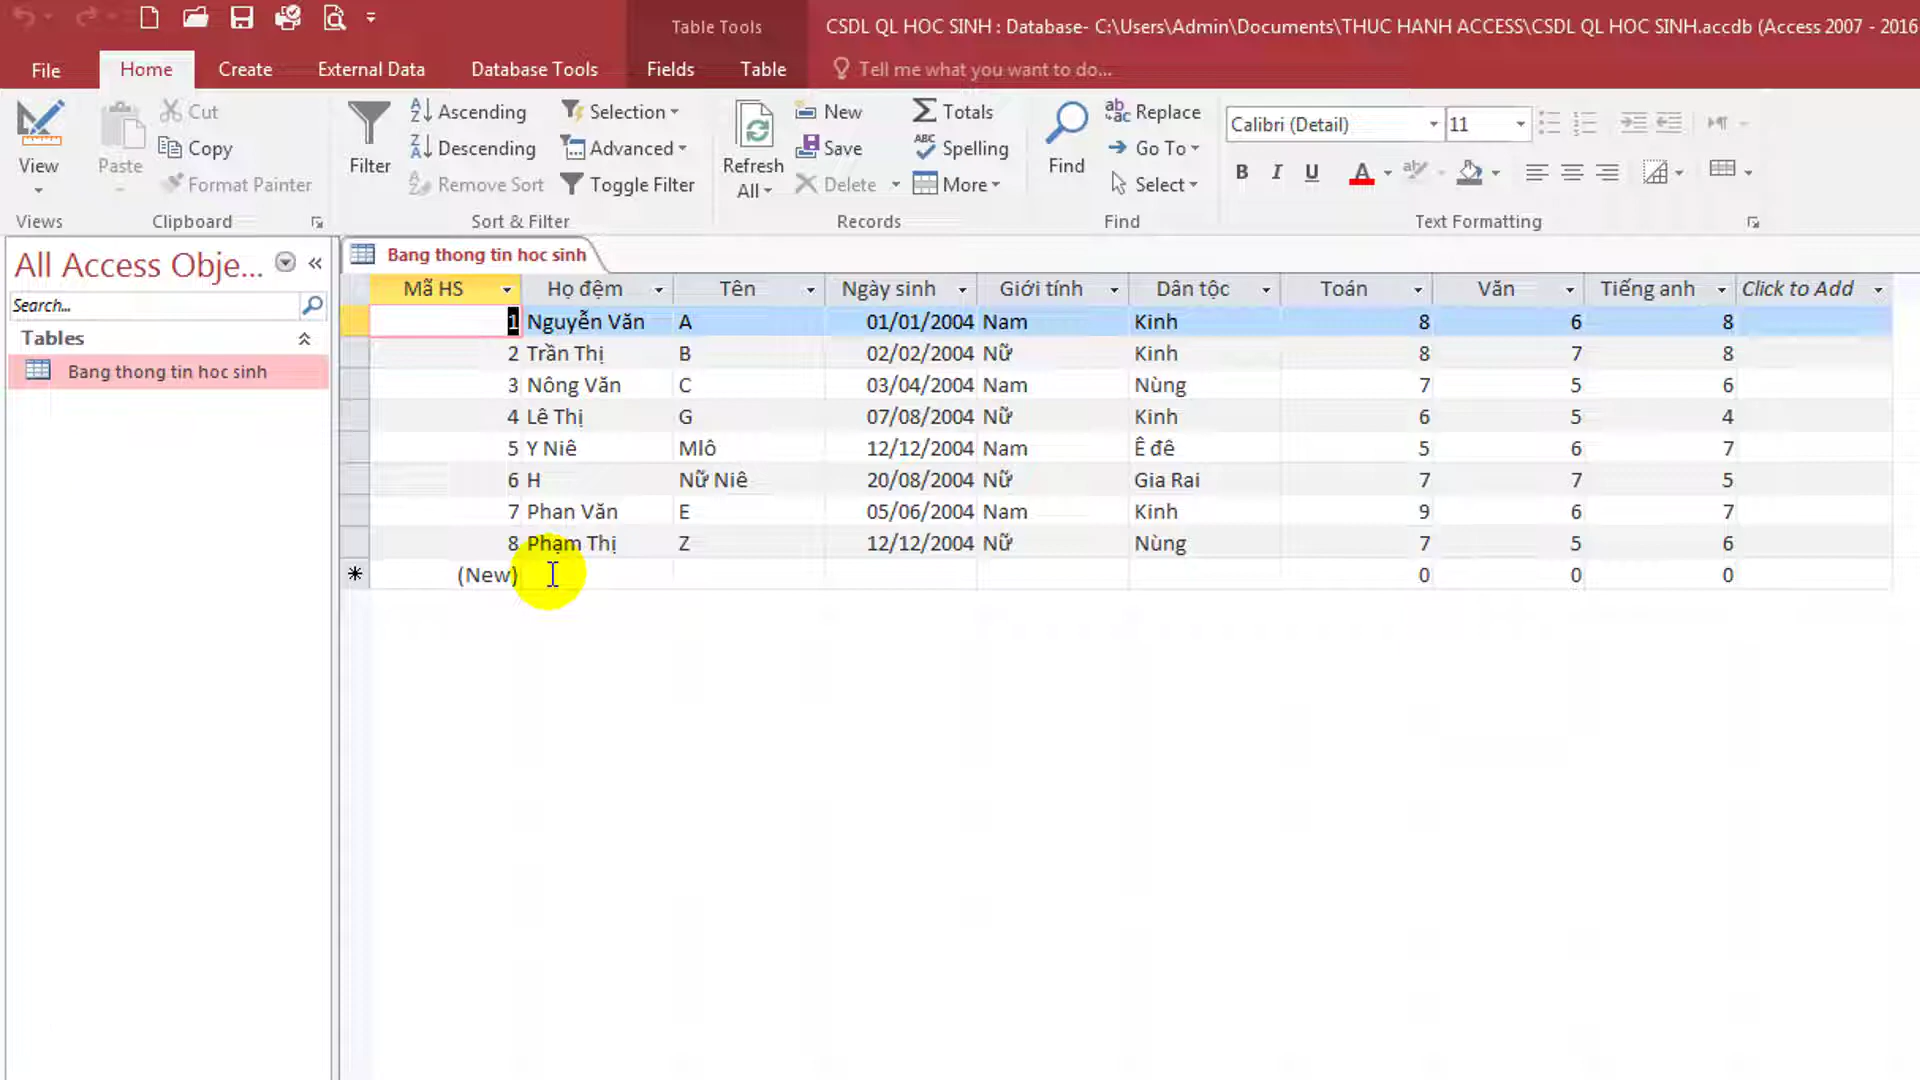 Table Tools
CSDL QL HOC SINH : Database- C:\Users\Admin\Documents\THUC HANH ACCESS\CSDL QL HOC SINH.accdb (Access 2007 - 2016
File Home Create External Data Database Tools Fields Table Tell me what you want to do...
View
Views
Paste
Cut
Copy
Format Painter
Clipboard
Filter
Ascending
Descending
Remove Sort
Selection
Advanced
Toggle Filter
Sort & Filter
Refresh
All
New
Save
Delete
Totals
Spelling
More
Records
Find
Replace
Go To
Select
Find
Calibri (Detail) 11
B I U A
Text Formatting
All Access Obje...
Search...
Tables
Bang thong tin hoc sinh
Bang thong tin hoc sinh
Mã HS Họ đệm Tên Ngày sinh Giới tính Dân tộc Toán Văn Tiếng anh Click to Add
1 Nguyễn Văn A 01/01/2004 Nam Kinh 8 6 8
2 Trần Thị B 02/02/2004 Nữ Kinh 8 7 8
3 Nông Văn C 03/04/2004 Nam Nùng 7 5 6
4 Lê Thị G 07/08/2004 Nữ Kinh 6 5 4
5 Y Niê Mlô 12/12/2004 Nam Ê đê 5 6 7
6 H Nữ Niê 20/08/2004 Nữ Gia Rai 7 7 5
7 Phan Văn E 05/06/2004 Nam Kinh 9 6 7
8 Phạm Thị Z 12/12/2004 Nữ Nùng 7 5 6
(New) 0 0 0